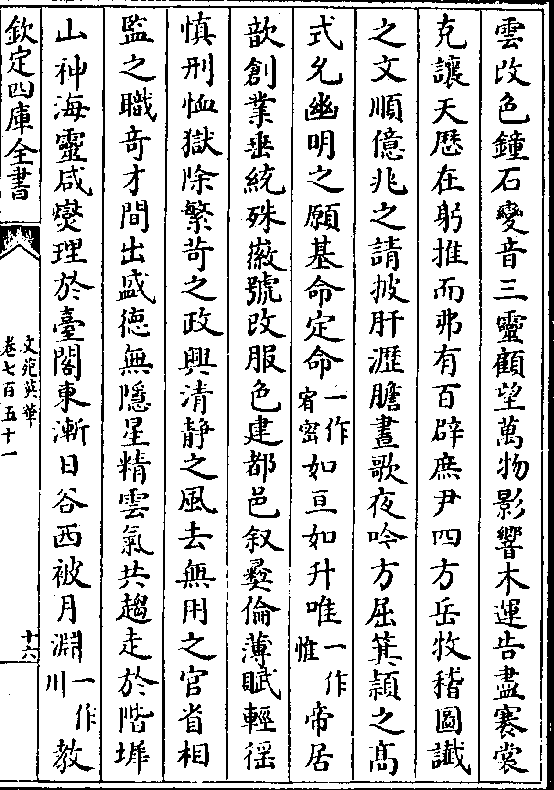 雲改色鐘石變音三靈顧望萬物影響木運告盡褰裳
克讓天厯在躬推而弗有百辟庶尹四方岳牧稽圖讖
之文順億兆之請披肝瀝膽晝歌夜吟方屈箕潁之高
式允幽明之願基命定命一作宥密如亘如升唯一作惟帝居
歆創業垂統殊徽號改服色建都邑叙彝倫薄賦輕徭
慎刑恤獄除繁苛之政興清靜之風去無用之官省相
監之職奇才間出盛德無隱星精雲氣共趨走於階墀
山神海靈咸爕理於臺閣東漸日谷西被月淵一作川教
欽定四庫全書
文苑英華
卷七百五十一
十六